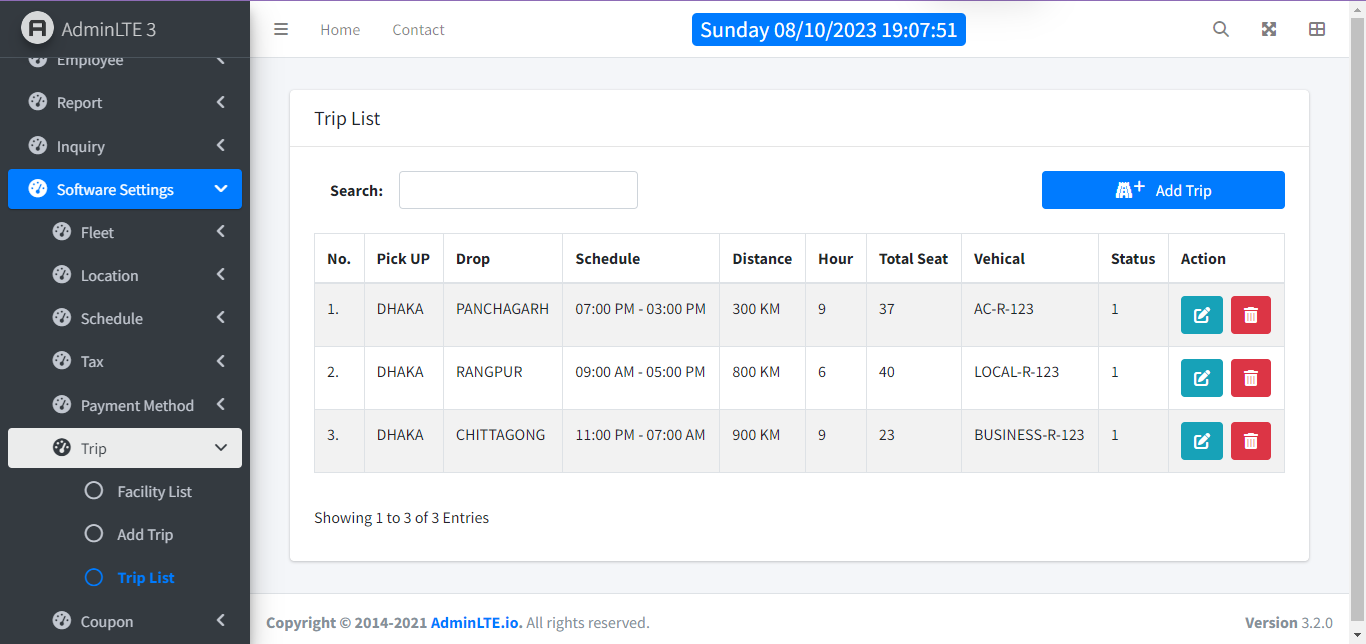 AdminLTE 3
Home Contact Sunday 08/10/2023 19:07:51
Employee
Report
Inquiry
Software Settings
Fleet
Location
Schedule
Tax
Payment Method
Trip
Facility List
Add Trip
Trip List
Coupon
Trip List
Search: Add Trip
No. Pick UP Drop Schedule Distance Hour Total Seat Vehical Status Action
1. DHAKA PANCHAGARH 07:00 PM - 03:00 PM 300 KM 9 37 AC-R-123 1
2. DHAKA RANGPUR 09:00 AM - 05:00 PM 800 KM 6 40 LOCAL-R-123 1
3. DHAKA CHITTAGONG 11:00 PM - 07:00 AM 900 KM 9 23 BUSINESS-R-123 1
Showing 1 to 3 of 3 Entries
Copyright © 2014-2021 AdminLTE.io. All rights reserved. Version 3.2.0